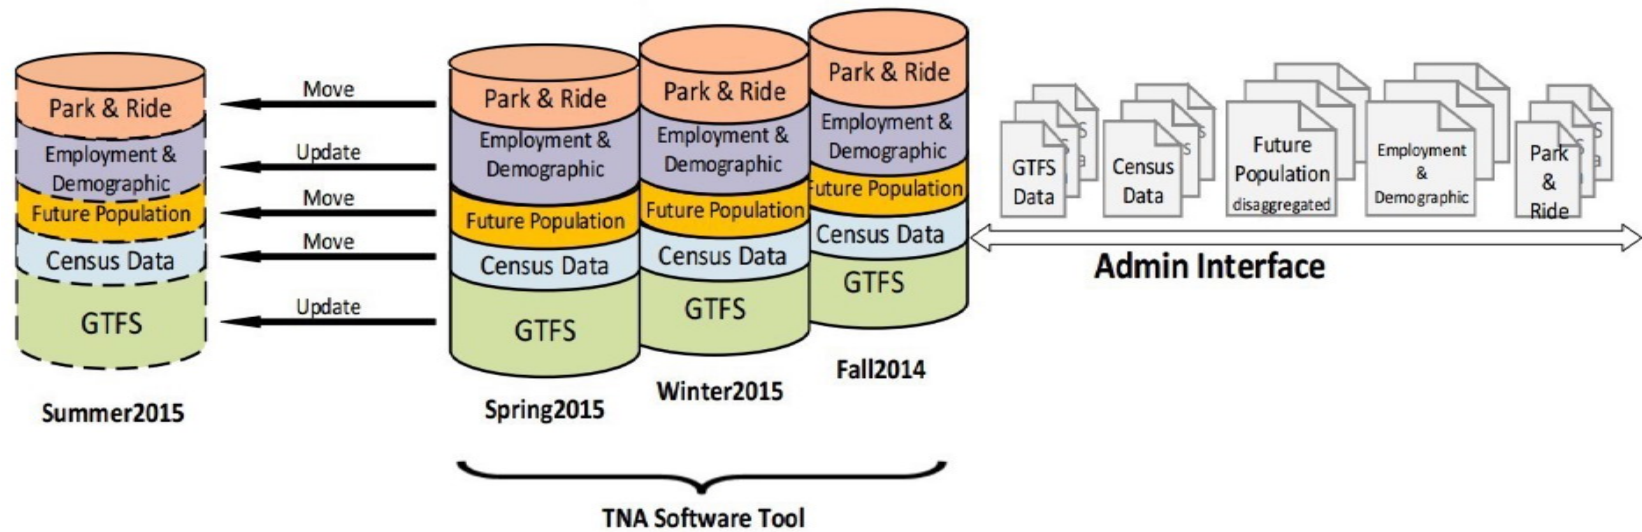 Park & Ride
Employment &
Demographic
Future Population
Census Data
GTFS
Summer2015
Move
Update
Move
Move
Update
Park & Ride
Employment &
Demographic
Future Population
Census Data
GTFS
Spring2015
Park & Ride
Employment &
Demographic
Future Population
Census Data
GTFS
Winter2015
Park & Ride
Employment &
Demographic
Future Population
Census Data
GTFS
Fall2014
TNA Software Tool
GTFS
Data
Census
Data
Future
Population
disaggregated
Employment
&
Demographic
Park
&
Ride
Admin Interface